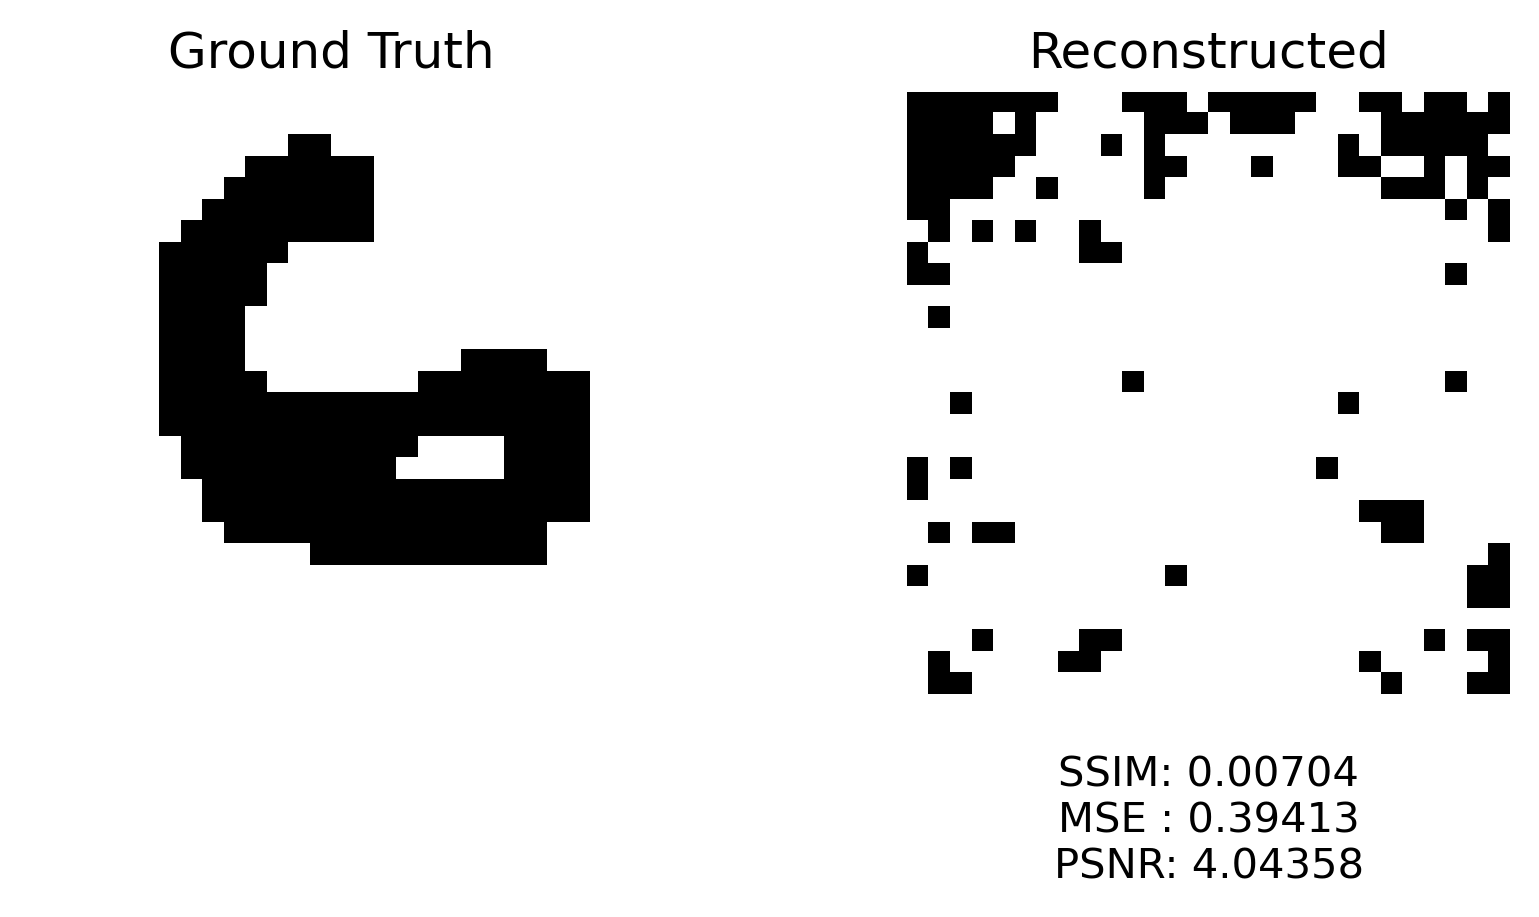 Ground Truth
Reconstructed
SSIM: 0.00704
MSE : 0.39413
PSNR: 4.04358